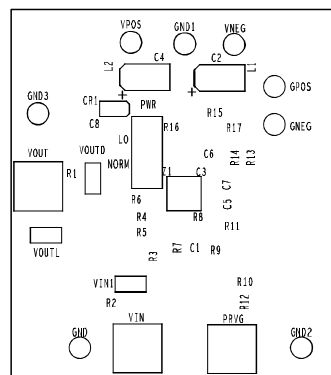 VPOS
GND1
VNEG
L2
C4
C2
L1
GPOS
GND3
CR1
PWR
C8
R15
GNEG
LO
R16
R17
VOUT
VOUTD
C6
R14
R13
R1
NORM
Z1
C3
C7
R6
C5
R4
R8
R5
R11
VOUTL
R3
R7
C1
R9
VIN1
R10
R2
R12
GND
VIN
PRVG
GND2